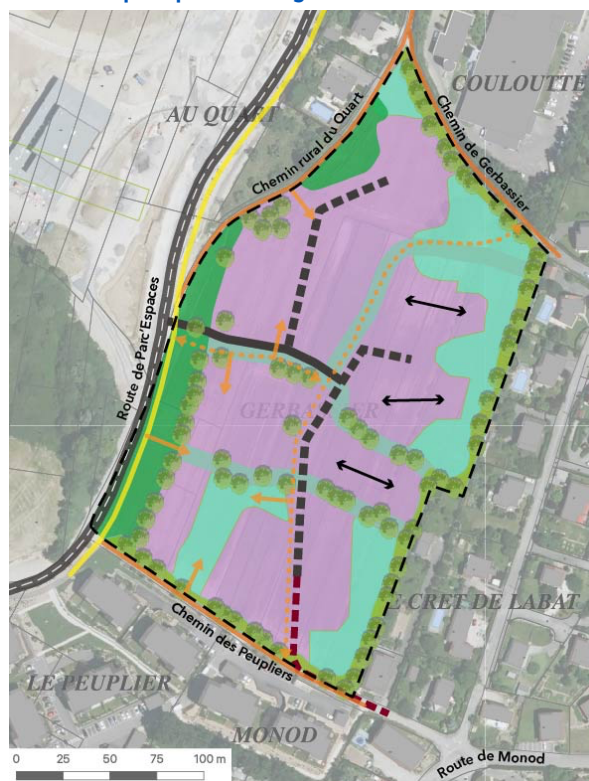 COULOUTTE
AU QUART
Chemin de Gerbassier
Chemin rural du Quart
Route de Parc'Espaces
GERBASSIER
E CRET DE LABAT
Chemin des Peupliers
LE PEUPLIER
MONOD
Route de Monod
0 25 50 75 100 m